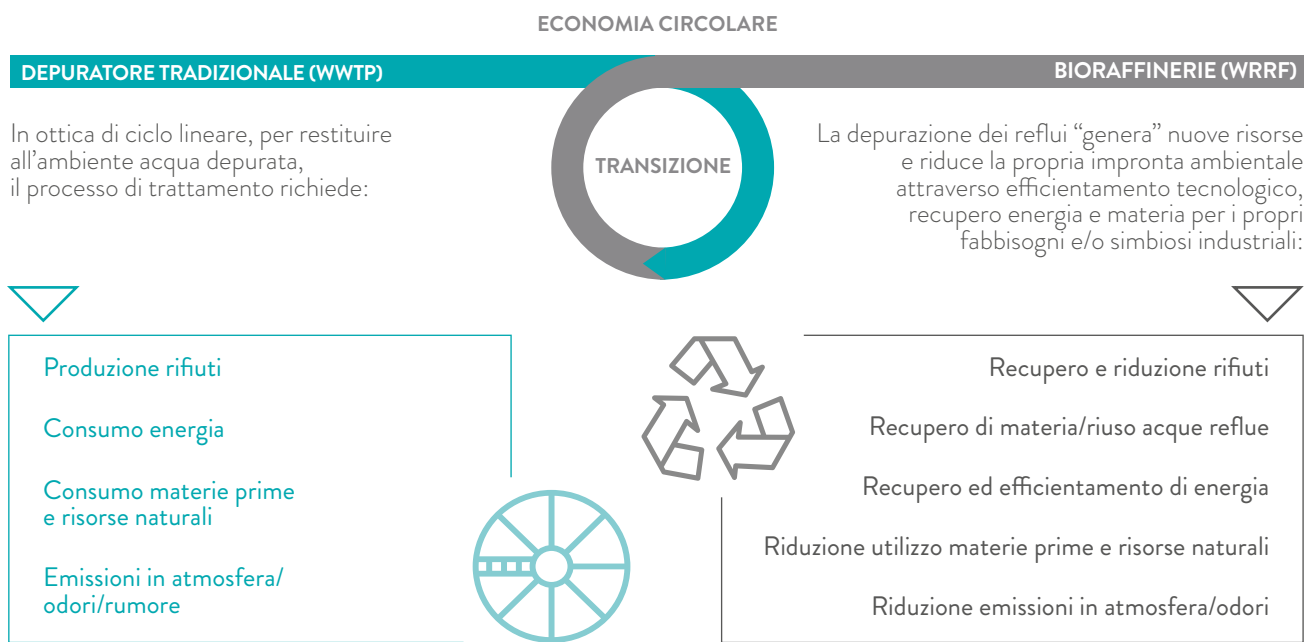 ECONOMIA CIRCOLARE
DEPURATORE TRADIZIONALE (WWTP)
BIORAFFINERIE (WRRF)
In ottica di ciclo lineare, per restituire
all’ambiente acqua depurata,
il processo di trattamento richiede:
TRANSIZIONE
La depurazione dei reflui “genera” nuove risorse
e riduce la propria impronta ambientale
attraverso efficientamento tecnologico,
recupero energia e materia per i propri
fabbisogni e/o simbiosi industriali:
Produzione rifiuti
Consumo energia
Consumo materie prime
e risorse naturali
Emissioni in atmosfera/
odori/rumore
Recupero e riduzione rifiuti
Recupero di materia/riuso acque reflue
Recupero ed efficientamento di energia
Riduzione utilizzo materie prime e risorse naturali
Riduzione emissioni in atmosfera/odori